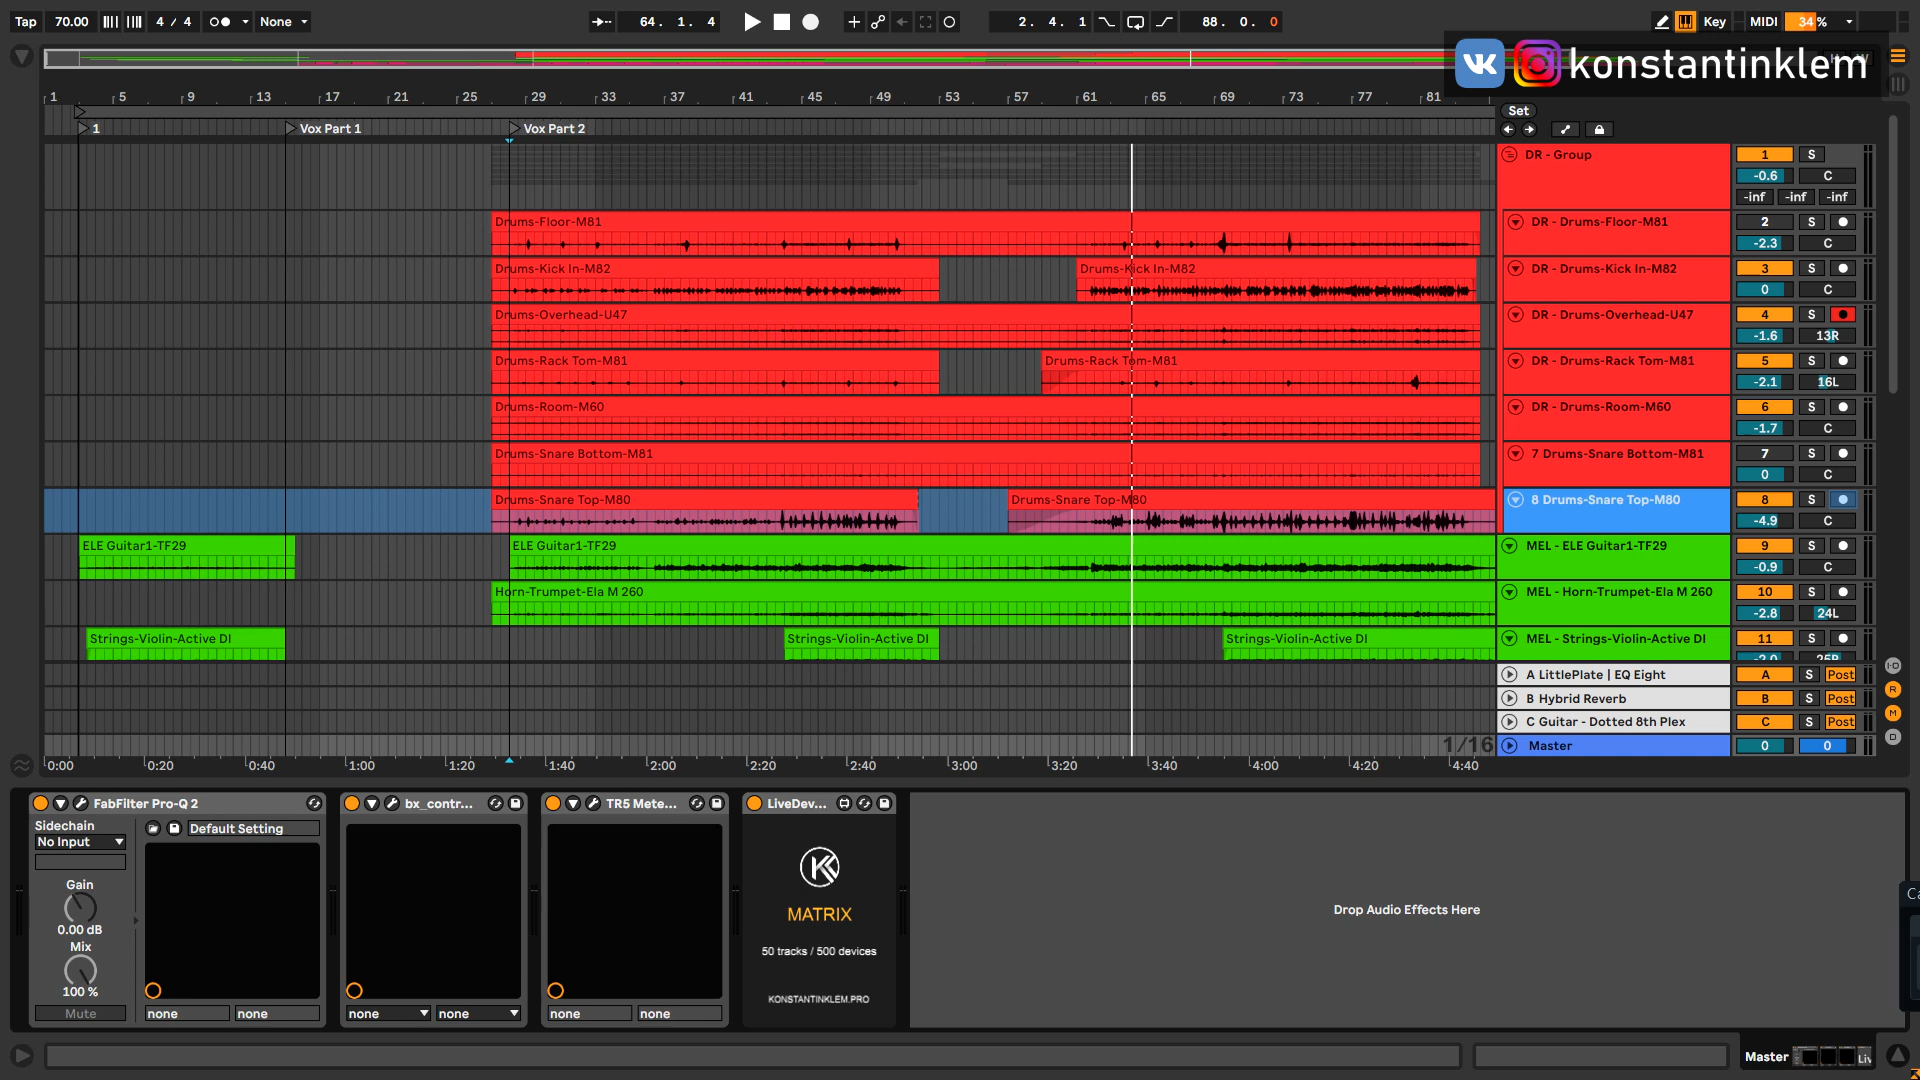 Tap 70.00 4 / 4 None 64. 1. 4 2. 4. 1 88. 0. 0 Key MIDI 34 %
konstantinklem
1 5 9 13 17 21 25 29 33 37 41 45 49 53 57 61 65 69 73 77 81
Set
1 Vox Part 1 Vox Part 2
DR - Group 1 S
-0.6 C
-inf -inf -inf
Drums-Floor-M81 DR - Drums-Floor-M81 2 S
-2.3 C
Drums-Kick In-M82 Drums-Kick In-M82 DR - Drums-Kick In-M82 3 S
0 C
Drums-Overhead-U47 DR - Drums-Overhead-U47 4 S
-1.6 13R
Drums-Rack Tom-M81 Drums-Rack Tom-M81 DR - Drums-Rack Tom-M81 5 S
-2.1 16L
Drums-Room-M60 DR - Drums-Room-M60 6 S
-1.7 C
Drums-Snare Bottom-M81 7 Drums-Snare Bottom-M81 7 S
0 C
Drums-Snare Top-M80 Drums-Snare Top-M80 8 Drums-Snare Top-M80 8 S
-4.9 C
ELE Guitar1-TF29 ELE Guitar1-TF29 MEL - ELE Guitar1-TF29 9 S
-0.9 C
Horn-Trumpet-Ela M 260 MEL - Horn-Trumpet-Ela M 260 10 S
-2.8 24L
Strings-Violin-Active DI Strings-Violin-Active DI Strings-Violin-Active DI MEL - Strings-Violin-Active DI 11 S
A LittlePlate | EQ Eight A S Post
B Hybrid Reverb B S Post
C Guitar - Dotted 8th Plex C S Post
1/16 Master 0 0
0:00 0:20 0:40 1:00 1:20 1:40 2:00 2:20 2:40 3:00 3:20 3:40 4:00 4:20 4:40
FabFilter Pro-Q 2 bx_contr... TR5 Mete... LiveDev...
Sidechain
No Input
Default Setting
Gain
0.00 dB
Mix
100 %
Mute
none none none none none none
MATRIX
50 tracks / 500 devices
KONSTANTINKLEM.PRO
Drop Audio Effects Here
Master